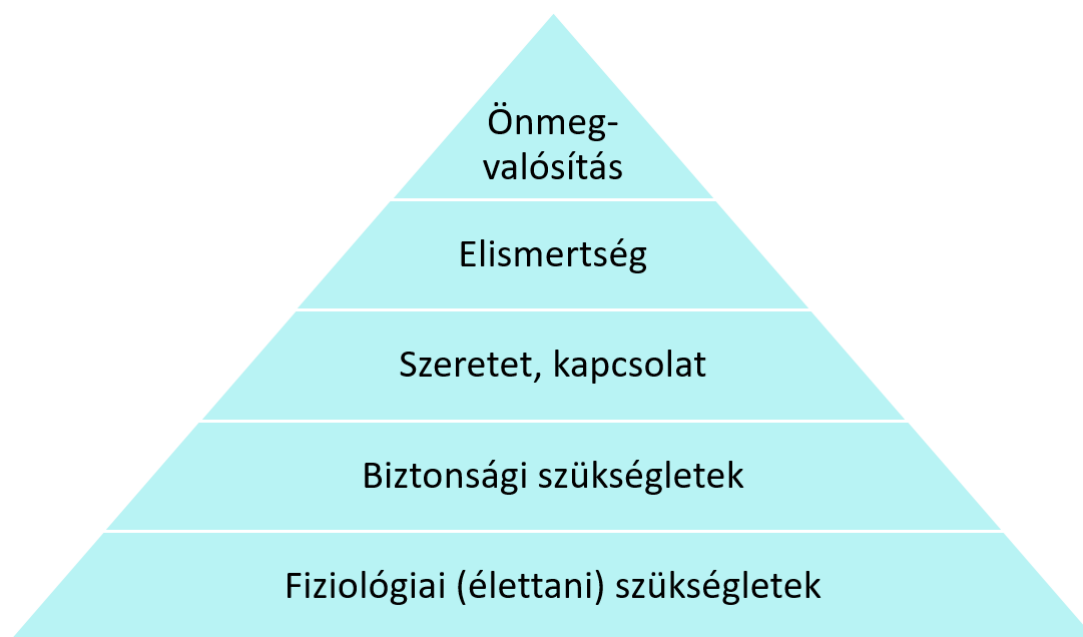 Önmeg-
valósítás
Elismertség
Szeretet, kapcsolat
Biztonsági szükségletek
Fiziológiai (élettani) szükségletek